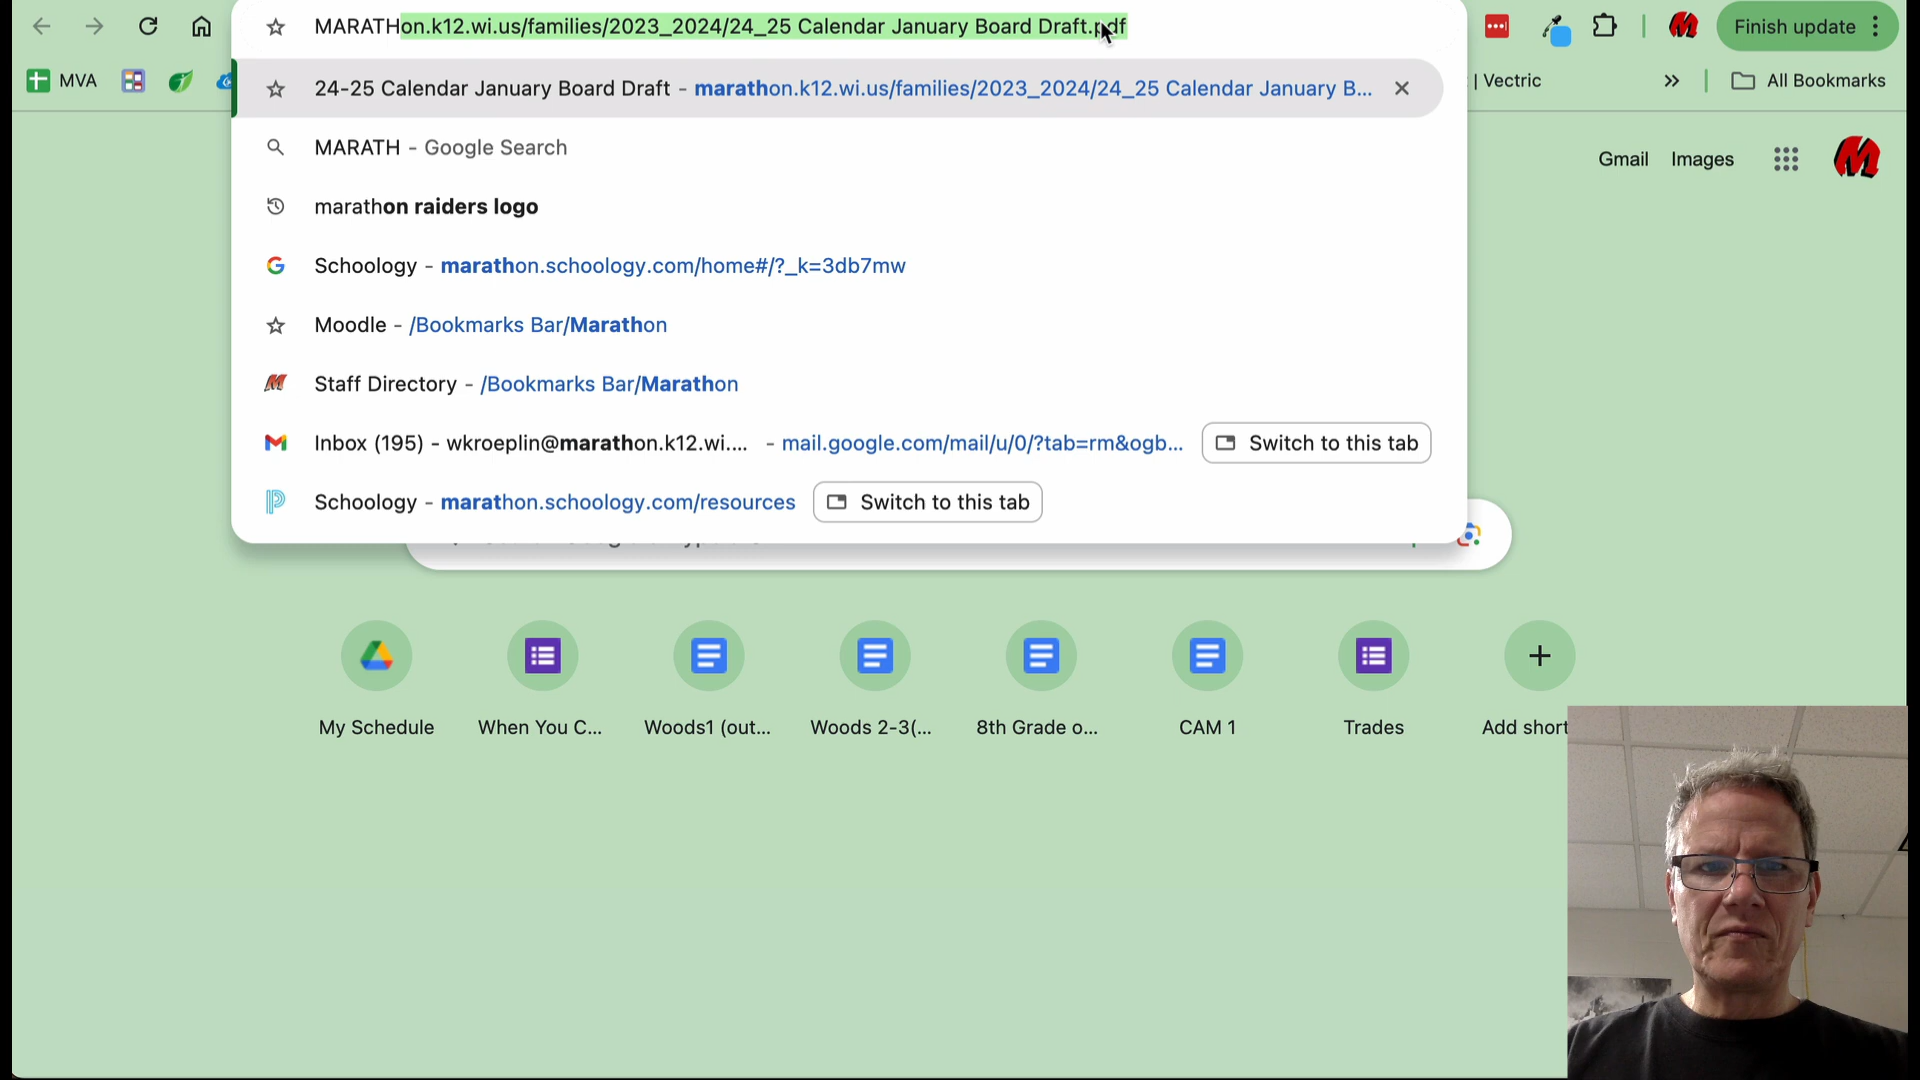 MARATHon.k12.wi.us/families/2023_2024/24_25 Calendar January Board Draft.pdf
Finish update
MVA
| Vectric
All Bookmarks
24-25 Calendar January Board Draft - marathon.k12.wi.us/families/2023_2024/24_25 Calendar January B...
MARATH - Google Search
Gmail Images
marathon raiders logo
Schoology - marathon.schoology.com/home#/?_k=3db7mw
Moodle - /Bookmarks Bar/Marathon
Staff Directory - /Bookmarks Bar/Marathon
Inbox (195) - wkroeplin@marathon.k12.wi.... - mail.google.com/mail/u/0/?tab=rm&ogb... Switch to this tab
Schoology - marathon.schoology.com/resources Switch to this tab
My Schedule
When You C...
Woods1 (out...
Woods 2-3(...
8th Grade o...
CAM 1
Trades
Add short